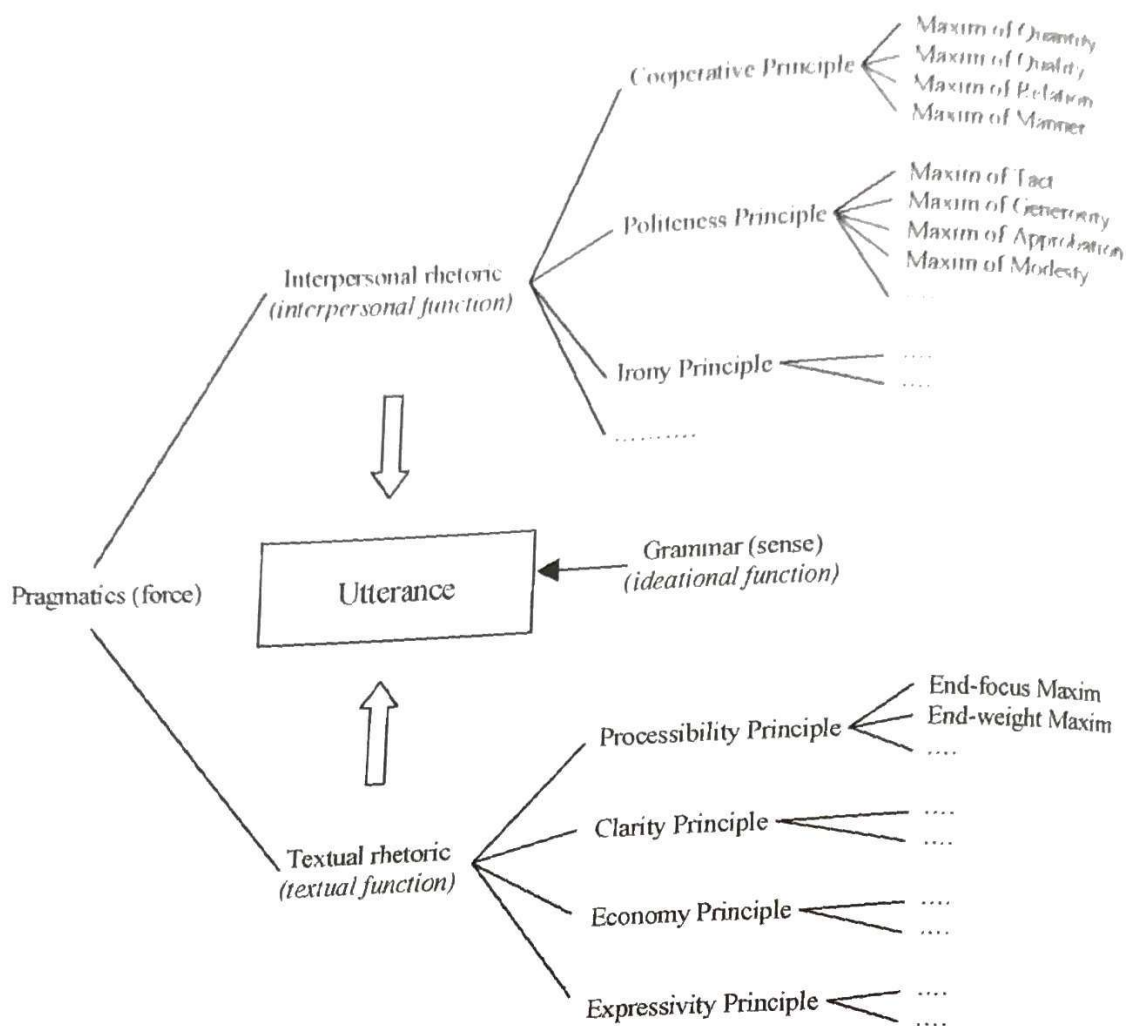 Maxim of Quantity
Maxim of Quality
Maxim of Relation
Maxim of Manner
Cooperative Principle
Maxim of Tact
Maxim of Generosity
Maxim of Approbation
Maxim of Modesty
....
Politeness Principle
Interpersonal rhetoric
(interpersonal function)
Irony Principle
....
....
..........
Grammar (sense)
(ideational function)
Utterance
Pragmatics (force)
End-focus Maxim
End-weight Maxim
....
Processibility Principle
Clarity Principle
....
....
Textual rhetoric
(textual function)
Economy Principle
....
....
Expressivity Principle
....
....